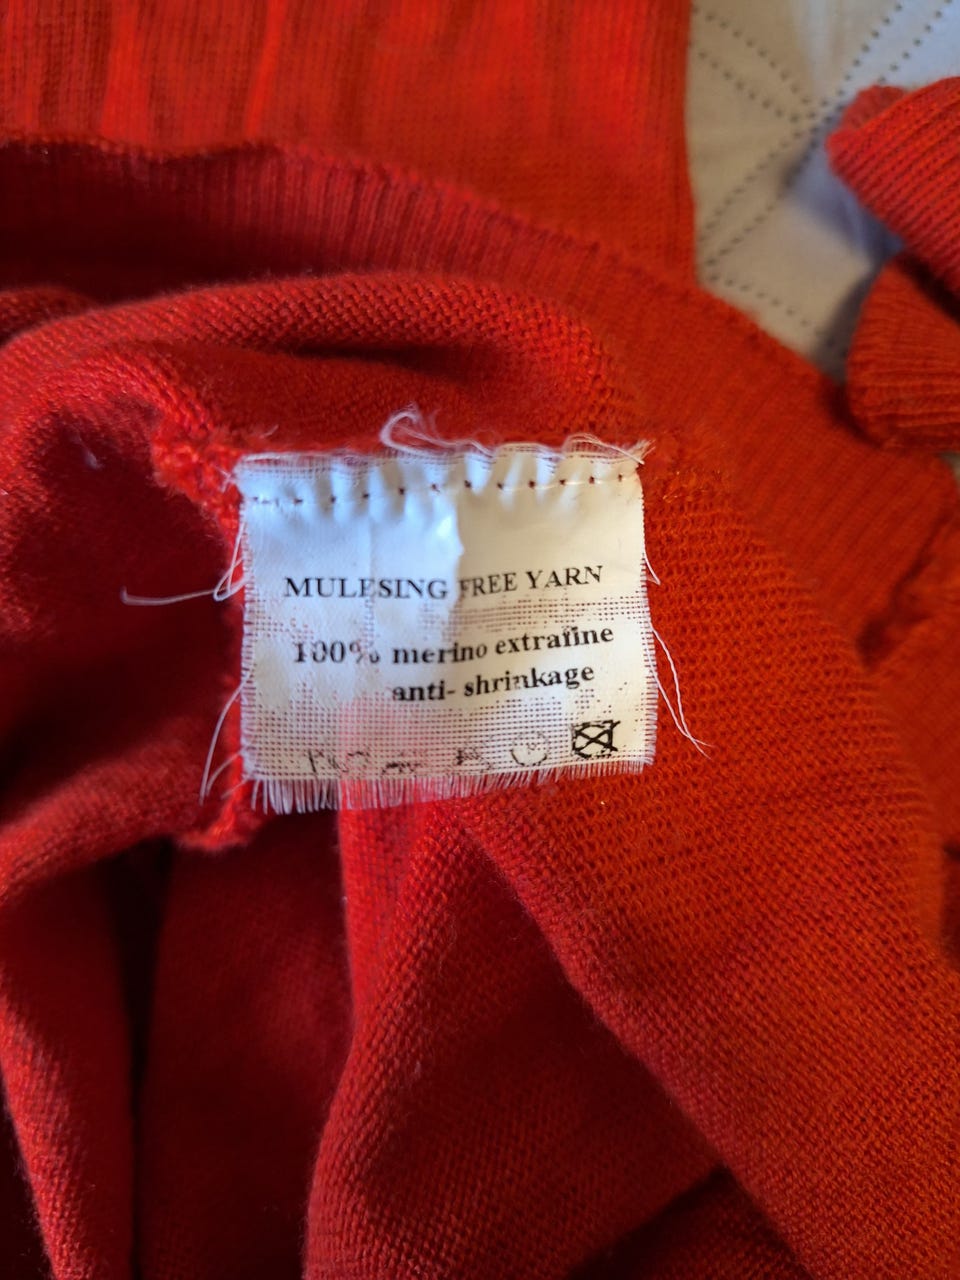 MULESING FREE YARN
100% merino extrafine
anti- shrinkage